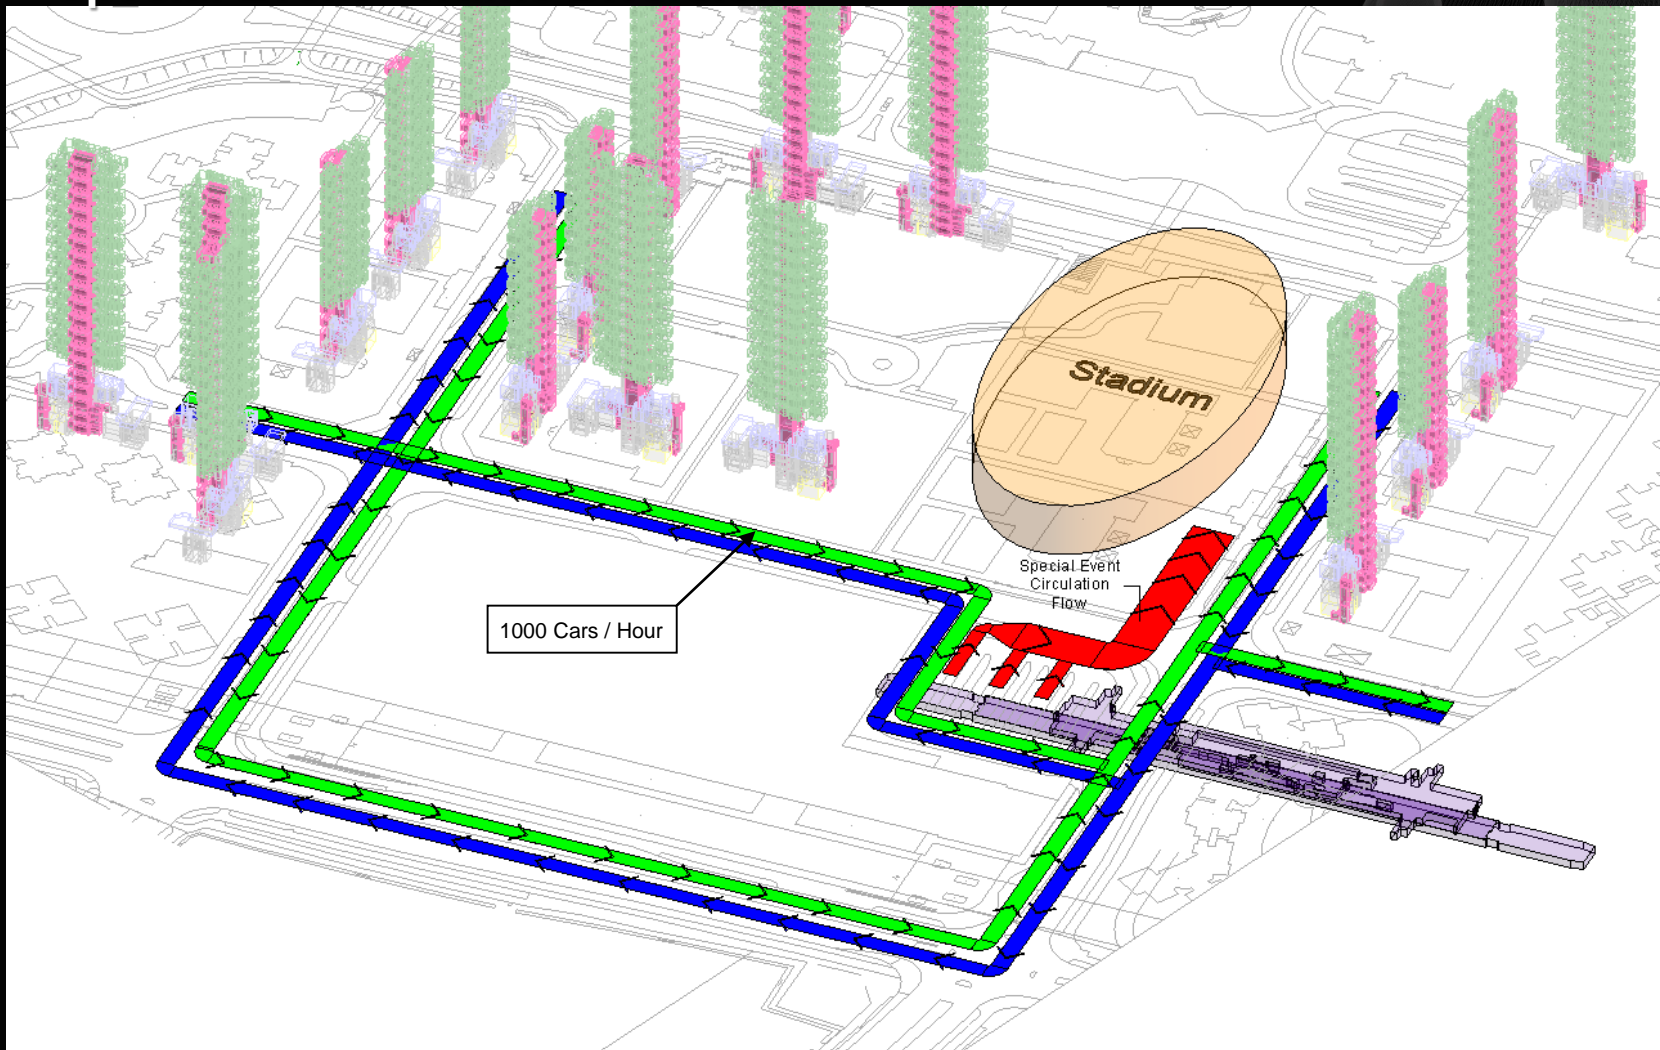 Stadium
Special Event
Circulation
Flow
1000 Cars / Hour